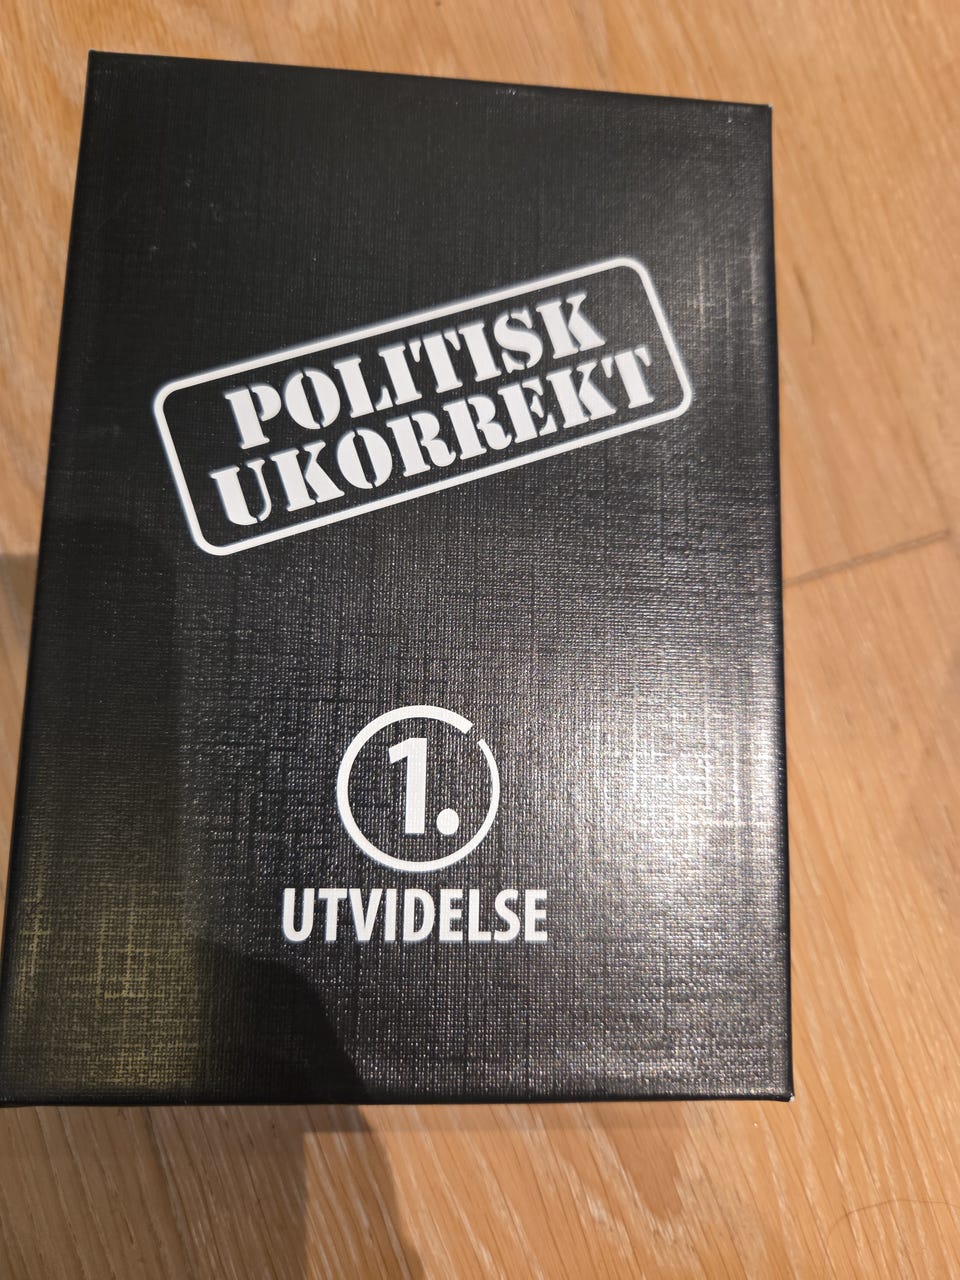 POLITISK
UKORREKT
1.
UTVIDELSE